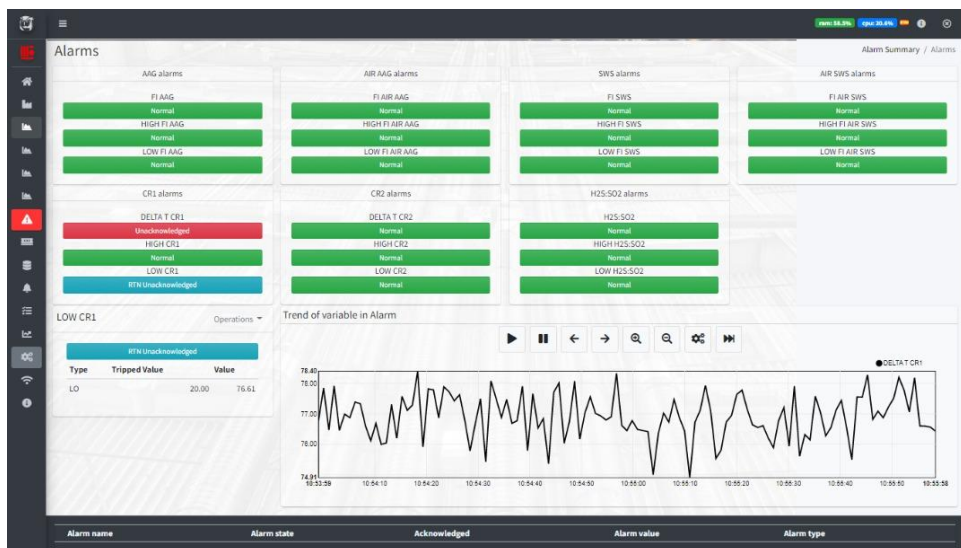 ram: 58.5% cpu: 20.6%
Alarms
Alarm Summary / Alarms
AAG alarms
FI AAG
Normal
HIGH FI AAG
Normal
LOW FI AAG
Normal
AIR AAG alarms
FI AIR AAG
Normal
HIGH FI AIR AAG
Normal
LOW FI AIR AAG
Normal
SWS alarms
FI SWS
Normal
HIGH FI SWS
Normal
LOW FI SWS
Normal
AIR SWS alarms
FI AIR SWS
Normal
HIGH FI AIR SWS
Normal
LOW FI AIR SWS
Normal
CR1 alarms
DELTA T CR1
Unacknowledged
HIGH CR1
Normal
LOW CR1
RTN Unacknowledged
CR2 alarms
DELTA T CR2
Normal
HIGH CR2
Normal
LOW CR2
Normal
H2S:SO2 alarms
H2S:SO2
Normal
HIGH H2S:SO2
Normal
LOW H2S:SO2
Normal
LOW CR1
Operations
RTN Unacknowledged
Type Tripped Value Value
LO 20.00 76.61
Trend of variable in Alarm
DELTA T CR1
78.40
78.00
77.00
76.00
74.91
10:53:59 10:54:10 10:54:20 10:54:30 10:54:40 10:54:50 10:55:00 10:55:10 10:55:20 10:55:30 10:55:40 10:55:50 10:55:58
Alarm name Alarm state Acknowledged Alarm value Alarm type